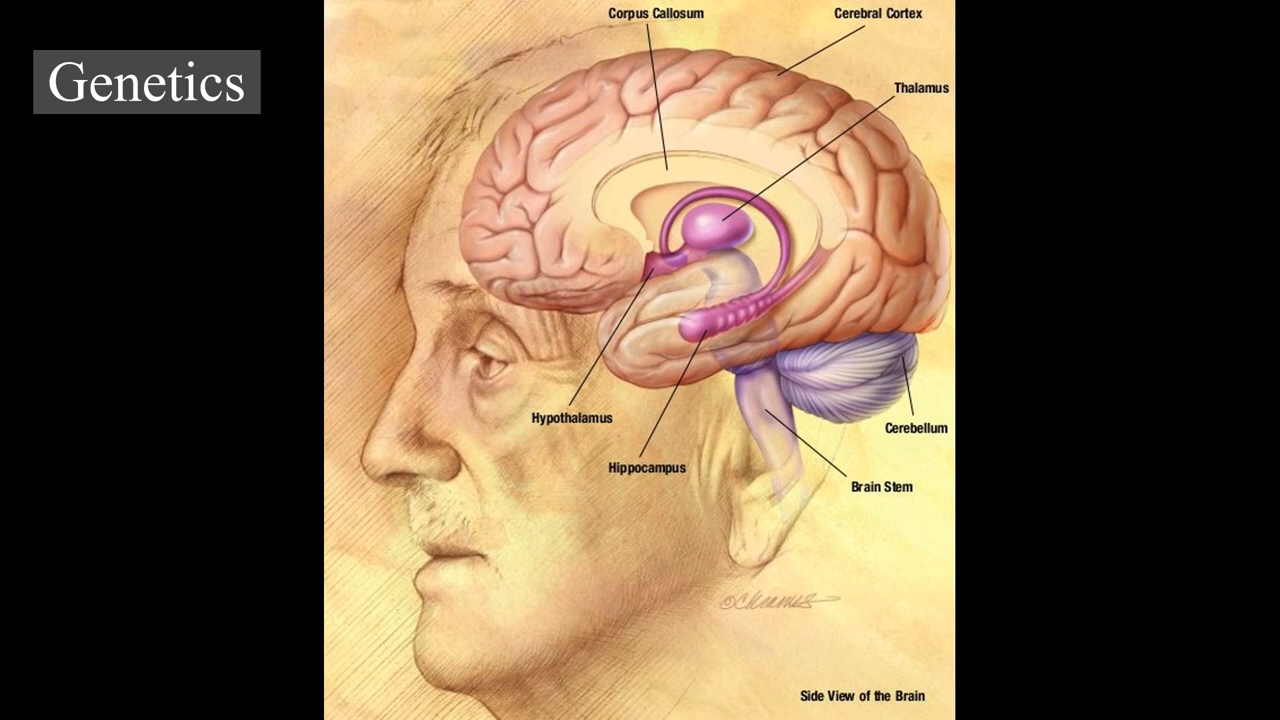 Genetics
Corpus Callosum
Cerebral Cortex
Thalamus
Hypothalamus
Hippocampus
Cerebellum
Brain Stem
Side View of the Brain